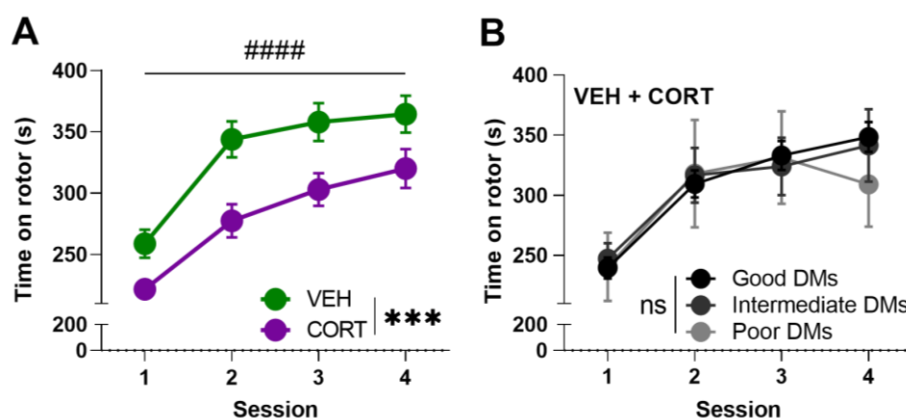 A
####
Time on rotor (s)
400
350
300
250
200
0
VEH
CORT
***
1 2 3 4
Session
B
VEH + CORT
Time on rotor (s)
400
350
300
250
200
0
ns
Good DMs
Intermediate DMs
Poor DMs
1 2 3 4
Session